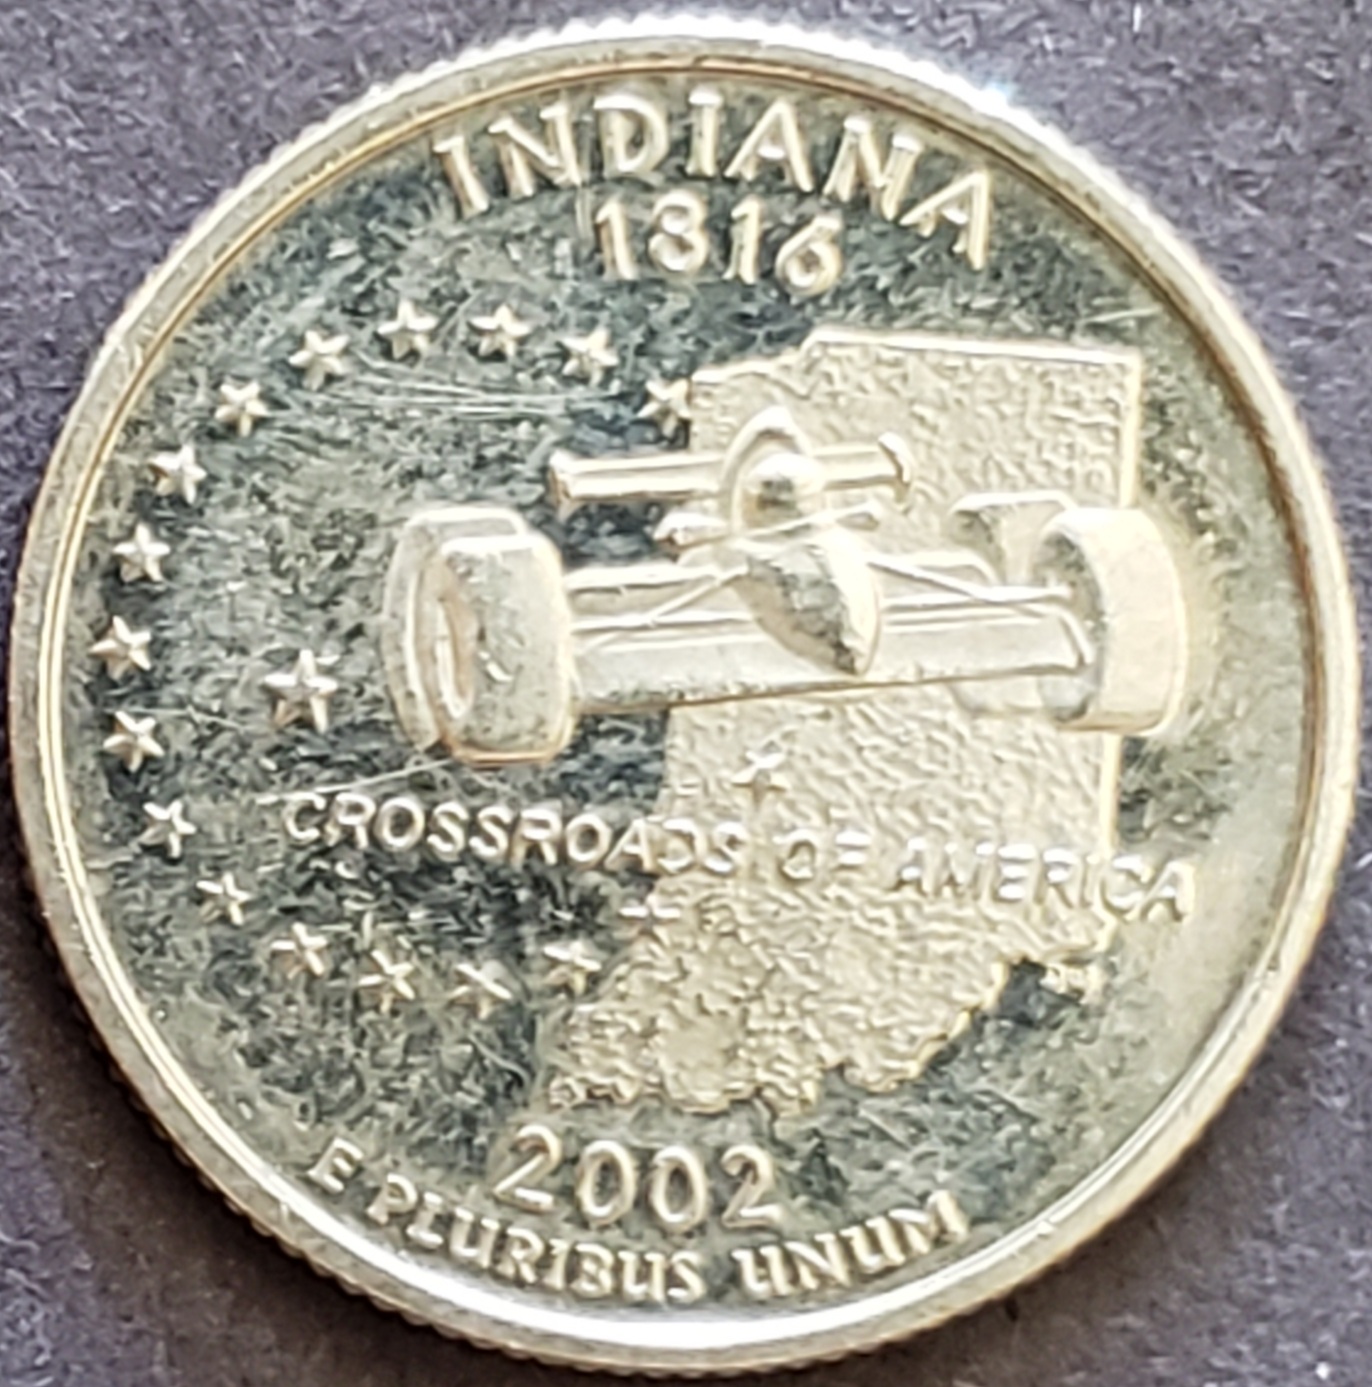 INDIANA
1816
CROSSROADS OF AMERICA
2002
E PLURIBUS UNUM